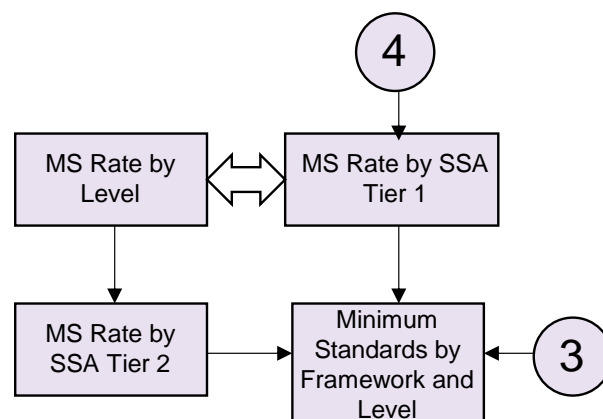 4
MS Rate by
Level
MS Rate by SSA
Tier 1
MS Rate by
SSA Tier 2
Minimum
Standards by
Framework and
Level
3